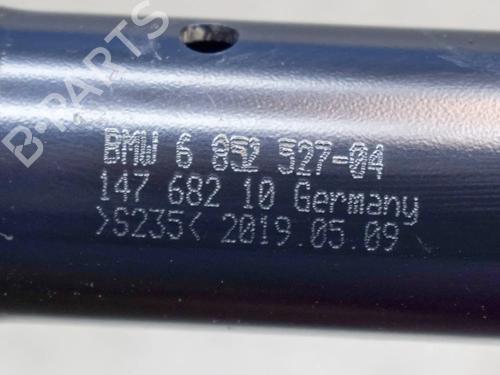 B-PARTS
BMW 6 852 527-04
147 682 10 Germany
>S235< 2019.05.09